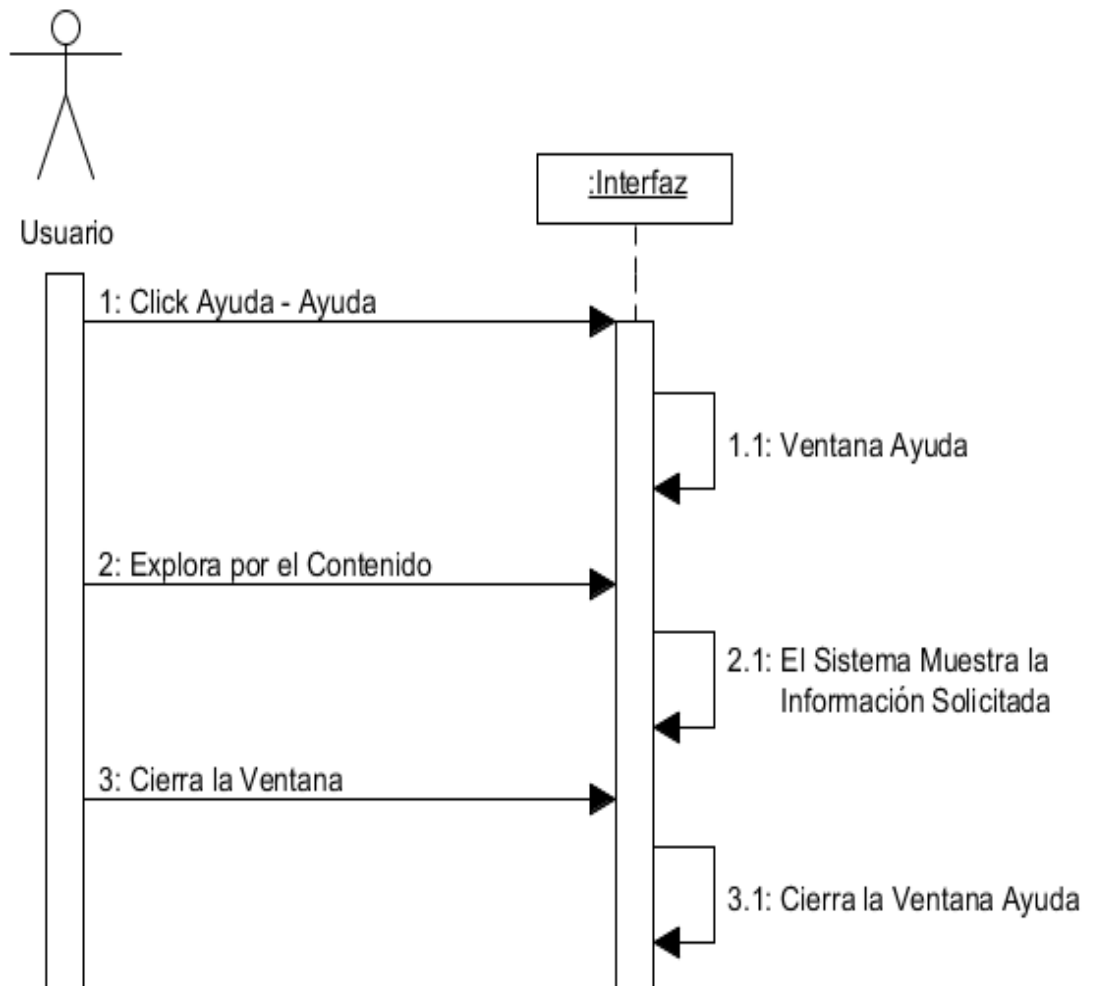 :Interfaz
Usuario
1: Click Ayuda - Ayuda
1.1: Ventana Ayuda
2: Explora por el Contenido
2.1: El Sistema Muestra la
Información Solicitada
3: Cierra la Ventana
3.1: Cierra la Ventana Ayuda